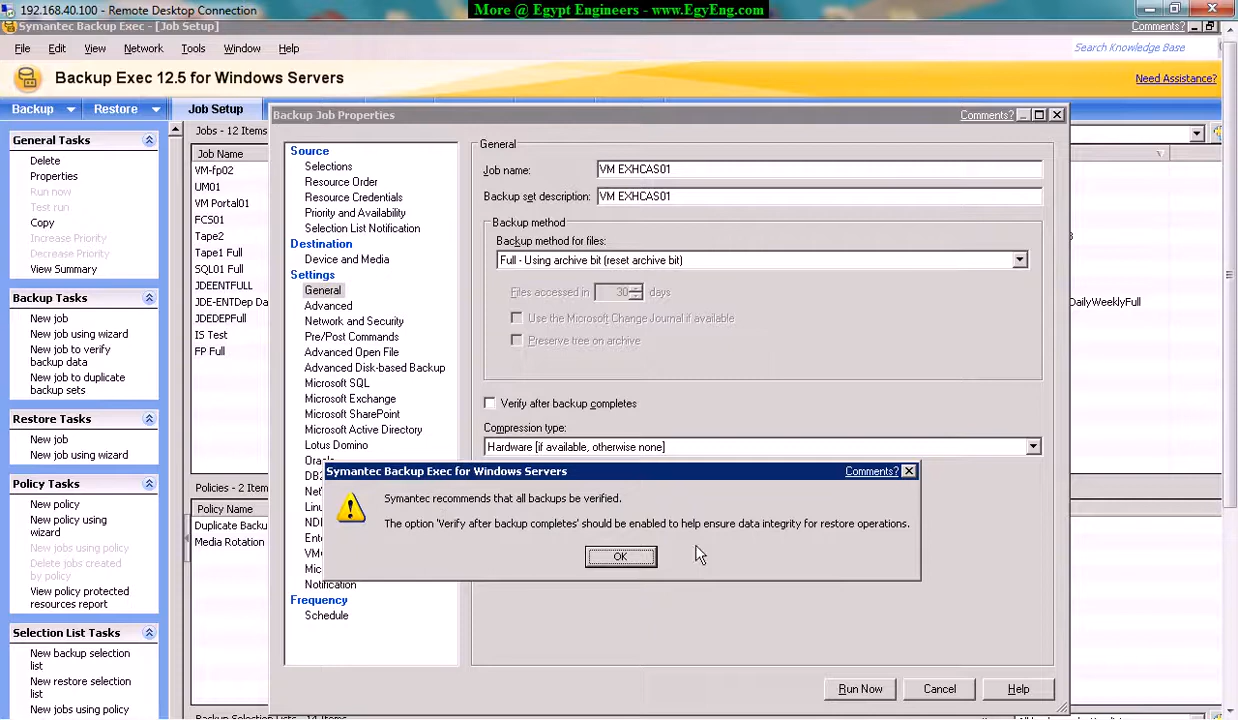 192.168.40.100 - Remote Desktop Connection
More @ Egypt Engineers - www.EgyEng.com
Symantec Backup Exec - [Job Setup]
Comments?
File Edit View Network Tools Window Help
Search Knowledge Base
Backup Exec 12.5 for Windows Servers
Need Assistance?
Backup Restore Job Setup
General Tasks
Delete
Properties
Run now
Test run
Copy
Increase Priority
Decrease Priority
View Summary
Backup Tasks
New job
New job using wizard
New job to verify
backup data
New job to duplicate
backup sets
Restore Tasks
New job
New job using wizard
Policy Tasks
New policy
New policy using
wizard
New jobs using policy
Delete jobs created
by policy
View policy protected
resources report
Selection List Tasks
New backup selection
list
New restore selection
list
New jobs using policy
Jobs - 12 Items
Job Name
VM-fp02
UM01
VM Portal01
FCS01
Tape2
Tape1 Full
SQL01 Full
JDEENTFULL
JDE-ENTDep Da
JDEDEPFull
IS Test
FP Full
DailyWeeklyFull
Policies - 2 Item
Policy Name
Duplicate Backu
Media Rotation
Backup Job Properties
Comments?
Source
Selections
Resource Order
Resource Credentials
Priority and Availability
Selection List Notification
Destination
Device and Media
Settings
General
Advanced
Network and Security
Pre/Post Commands
Advanced Open File
Advanced Disk-based Backup
Microsoft SQL
Microsoft Exchange
Microsoft SharePoint
Microsoft Active Directory
Lotus Domino
Notification
Frequency
Schedule
General
Job name: VM EXHCAS01
Backup set description: VM EXHCAS01
Backup method
Backup method for files:
Full - Using archive bit (reset archive bit)
Files accessed in 30 days
Use the Microsoft Change Journal if available
Preserve tree on archive
Verify after backup completes
Compression type:
Hardware [if available, otherwise none]
Symantec Backup Exec for Windows Servers
Comments?
Symantec recommends that all backups be verified.
The option 'Verify after backup completes' should be enabled to help ensure data integrity for restore operations.
OK
Run Now Cancel Help